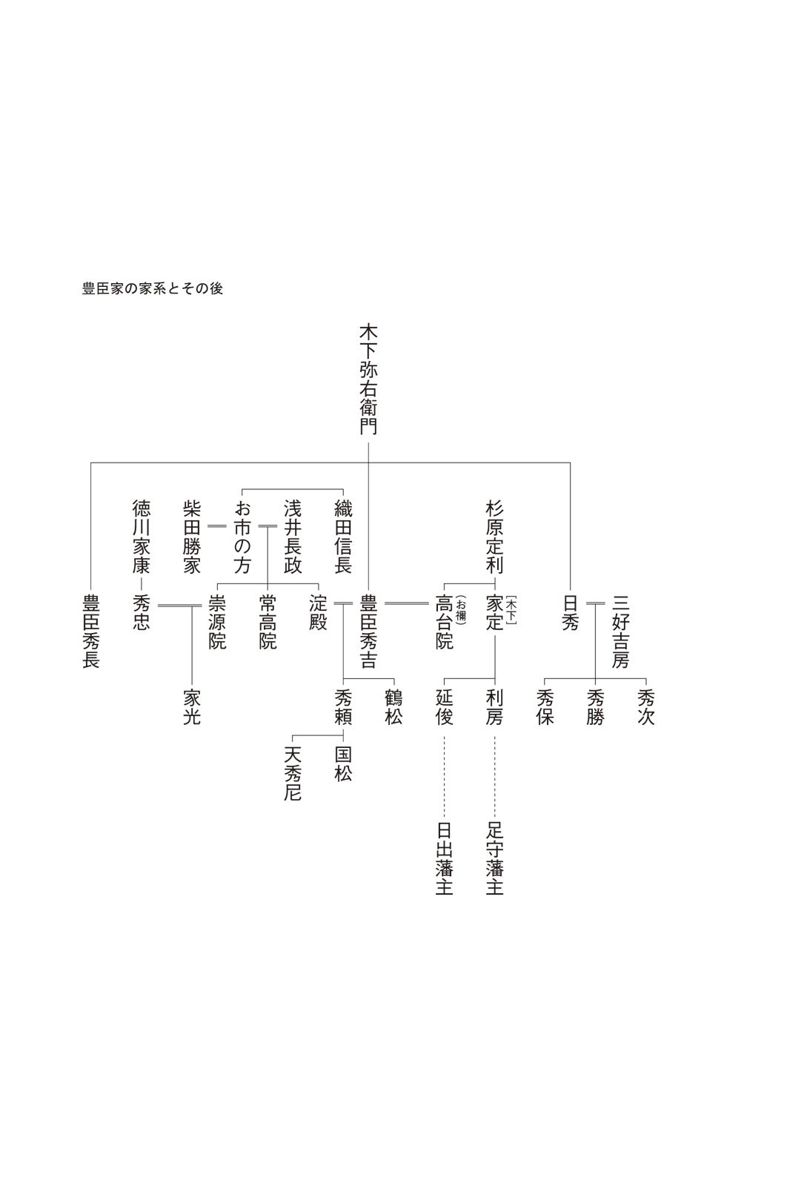 豊臣家の家系とその後
木下弥右衛門
織田信長
浅井長政
お市の方
柴田勝家
徳川家康
杉原定利
三好吉房
日秀
家定
［木下］
高台院
（お禰）
豊臣秀吉
淀殿
常高院
崇源院
秀忠
豊臣秀長
秀次
秀勝
秀保
利房
延俊
鶴松
秀頼
家光
国松
天秀尼
足守藩主
日出藩主